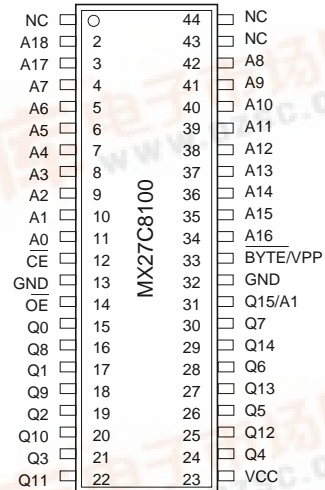 NC 44 NC
A18 2 43 NC
A17 3 42 A8
A7 4 41 A9
A6 5 40 A10
A5 6 39 A11
A4 7 38 A12
A3 8 37 A13
A2 9 36 A14
A1 10 35 A15
A0 11 34 A16
CE 12 33 BYTE/VPP
GND 13 32 GND
OE 14 31 Q15/A1
Q0 15 30 Q7
Q8 16 29 Q14
Q1 17 28 Q6
Q9 18 27 Q13
Q2 19 26 Q5
Q10 20 25 Q12
Q3 21 24 Q4
Q11 22 23 VCC
MX27C8100